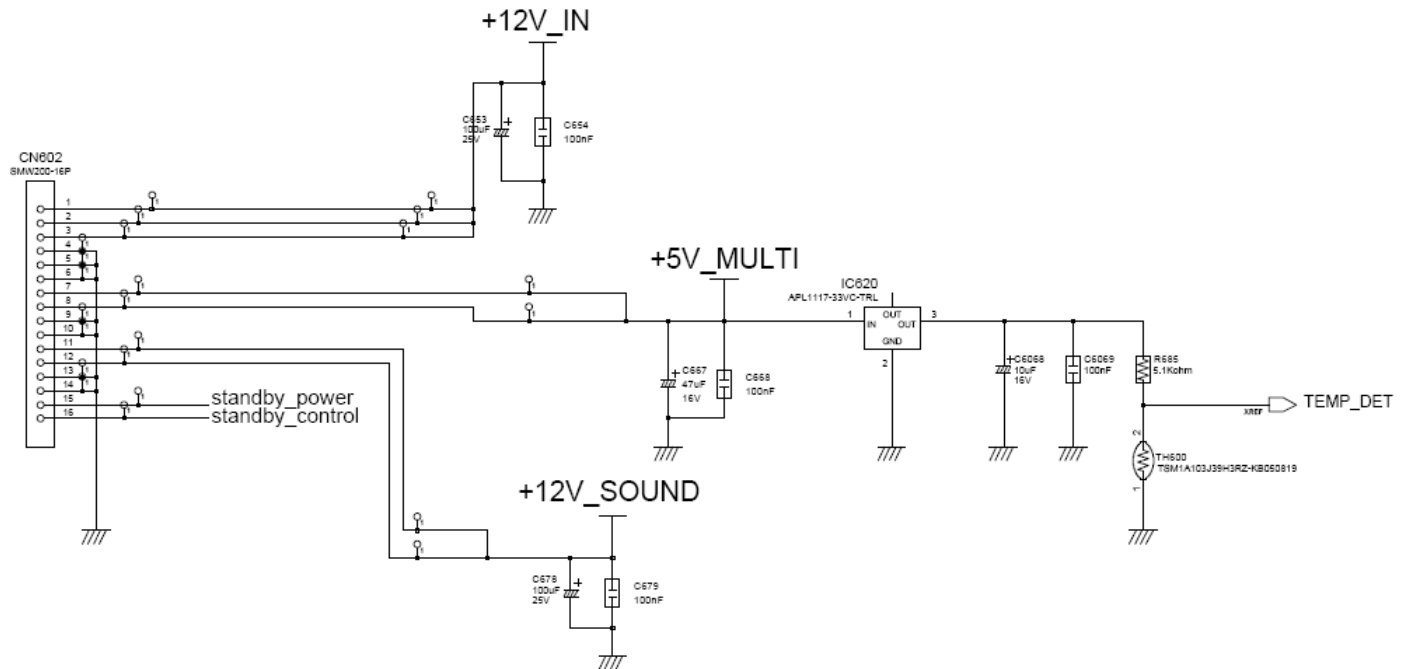 +12V_IN
C653
100uF
25V
+
C654
100nF
CN602
SMW200-16P
1
2
3
4
5
6
7
8
9
10
11
12
13
14
15
16
standby_power
standby_control
+5V_MULTI
C667
47uF
16V
+
C668
100nF
IC620
APL1117-33VC-TRL
1
IN
OUT
OUT
GND
3
2
+
C6068
10uF
16V
C6069
100nF
R685
5.1Kohm
XREF
TEMP_DET
2
TH600
TSM1A103J39H3RZ-KB050819
1
+12V_SOUND
C678
100uF
25V
+
C679
100nF